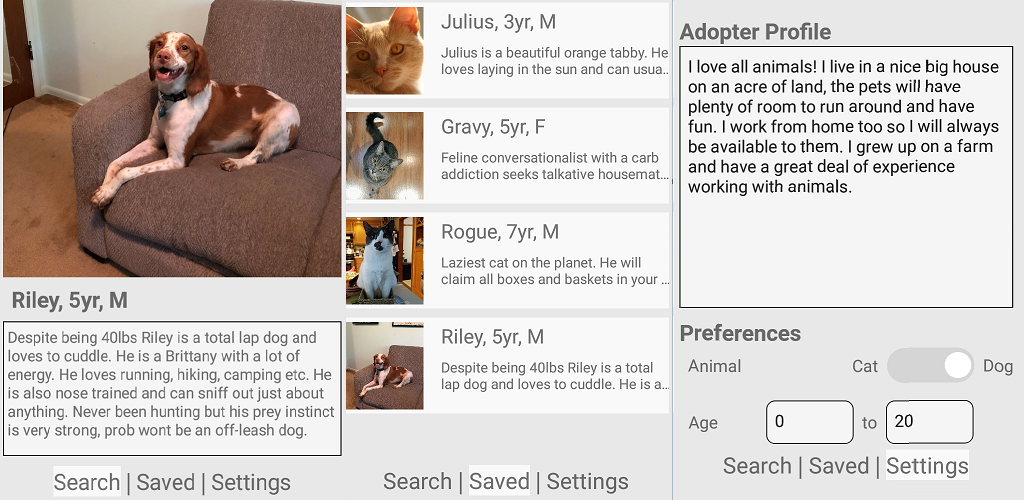 Riley, 5yr, M
Despite being 40lbs Riley is a total lap dog and
loves to cuddle. He is a Brittany with a lot of
energy. He loves running, hiking, camping etc. He
is also nose trained and can sniff out just about
anything. Never been hunting but his prey instinct
is very strong, prob wont be an off-leash dog.
Search | Saved | Settings
Julius, 3yr, M
Julius is a beautiful orange tabby. He
loves laying in the sun and can usua..
Gravy, 5yr, F
Feline conversationalist with a carb
addiction seeks talkative housemat...
Rogue, 7yr, M
Laziest cat on the planet. He will
claim all boxes and baskets in your ...
Riley, 5yr, M
Despite being 40lbs Riley is a total
lap dog and loves to cuddle. He is a...
Search | Saved | Settings
Adopter Profile
I love all animals! I live in a nice big house
on an acre of land, the pets will have
plenty of room to run around and have
fun. I work from home too so I will always
be available to them. I grew up on a farm
and have a great deal of experience
working with animals.
Preferences
Animal Cat Dog
Age 0 to 20
Search | Saved | Settings